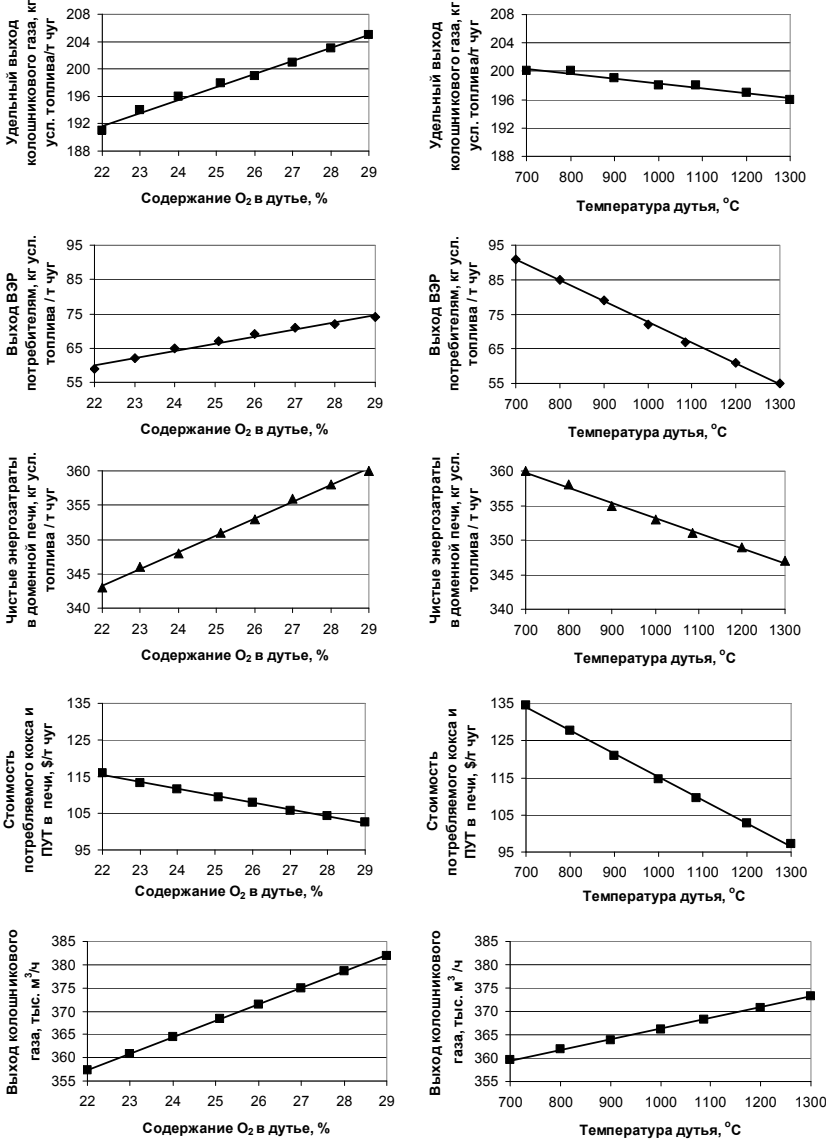 Удельный выход
колошникового газа, кг
усл. топлива/т чуг
208
204
200
196
192
188
22 23 24 25 26 27 28 29
Содержание O₂ в дутье, %
Удельный выход
колошникового газа, кг
усл. топлива/т чуг
208
204
200
196
192
188
700 800 900 1000 1100 1200 1300
Температура дутья, °C
Выход ВЭР
потребителям, кг усл.
топлива / т чуг
95
85
75
65
55
22 23 24 25 26 27 28 29
Содержание O₂ в дутье, %
Выход ВЭР
потребителям, кг усл.
топлива / т чуг
95
85
75
65
55
700 800 900 1000 1100 1200 1300
Температура дутья, °C
Чистые энергозатраты
в доменной печи, кг усл.
топлива / т чуг
360
355
350
345
340
22 23 24 25 26 27 28 29
Содержание O₂ в дутье, %
Чистые энергозатраты
в доменной печи, кг усл.
топлива / т чуг
360
355
350
345
340
700 800 900 1000 1100 1200 1300
Температура дутья, °C
Стоимость
потребляемого кокса и
ПУТ в печи, $/т чуг
135
125
115
105
95
22 23 24 25 26 27 28 29
Содержание O₂ в дутье, %
Стоимость
потребляемого кокса и
ПУТ в печи, $/т чуг
135
125
115
105
95
700 800 900 1000 1100 1200 1300
Температура дутья, °C
Выход колошникового
газа, тыс. м³/ч
385
380
375
370
365
360
355
22 23 24 25 26 27 28 29
Содержание O₂ в дутье, %
Выход колошникового
газа, тыс. м³/ч
385
380
375
370
365
360
355
700 800 900 1000 1100 1200 1300
Температура дутья, °C